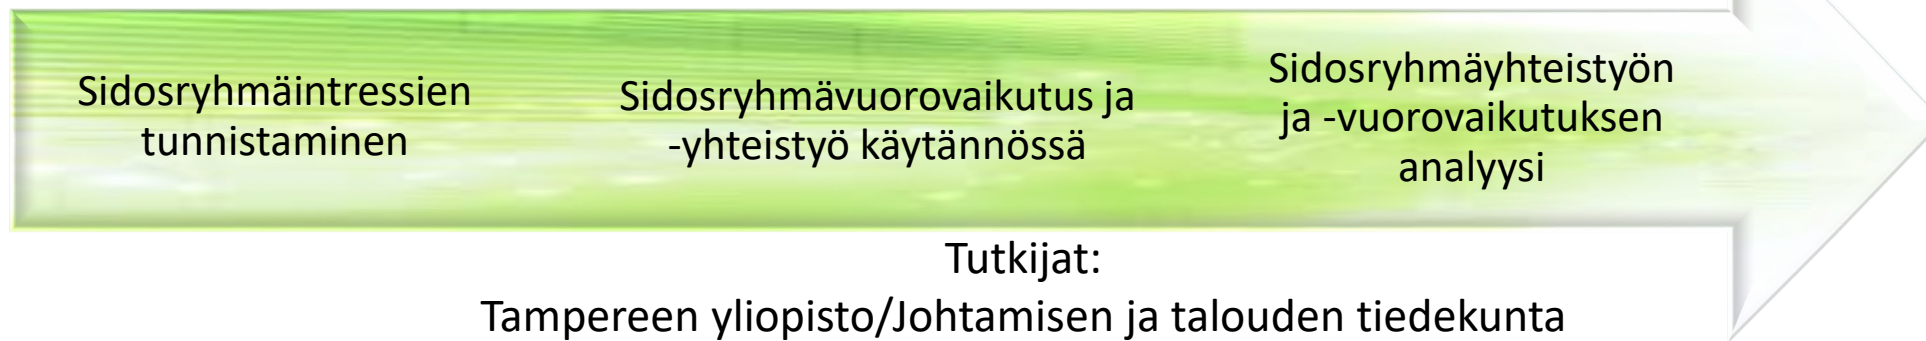 Sidosryhmäintressien
tunnistaminen
Sidosryhmävuorovaikutus ja
-yhteistyö käytännössä
Sidosryhmäyhteistyön
ja -vuorovaikutuksen
analyysi
Tutkijat:
Tampereen yliopisto/Johtamisen ja talouden tiedekunta